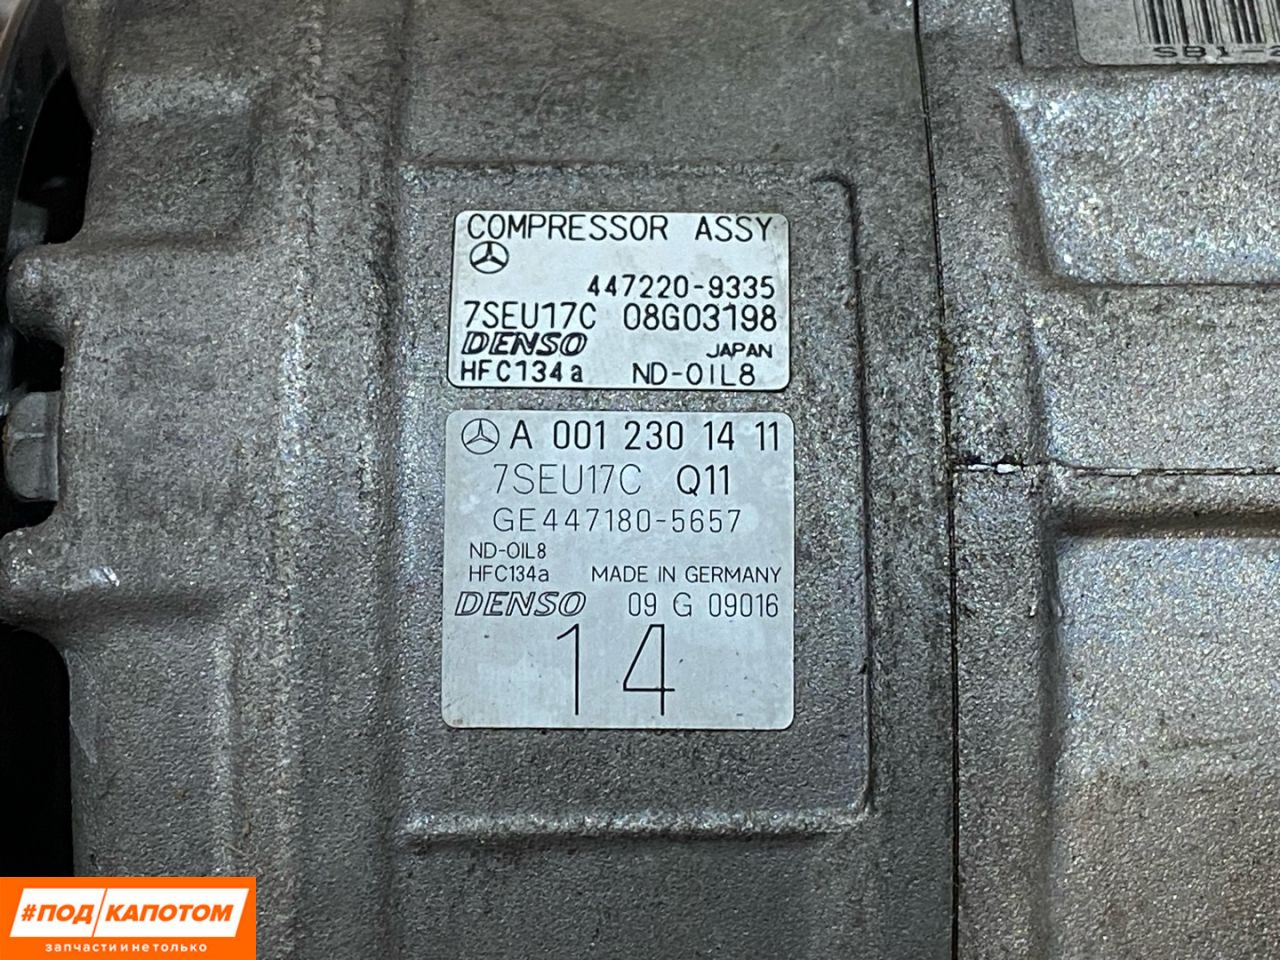 SB1-
COMPRESSOR ASSY
447220-9335
7SEU17C 08G03198
DENSO JAPAN
HFC134a ND-OIL8
A 001 230 14 11
7SEU17C Q11
GE447180-5657
ND-OIL8
HFC134a MADE IN GERMANY
DENSO 09 G 09016
14
#ПОД КАПОТОМ
запчасти и не только